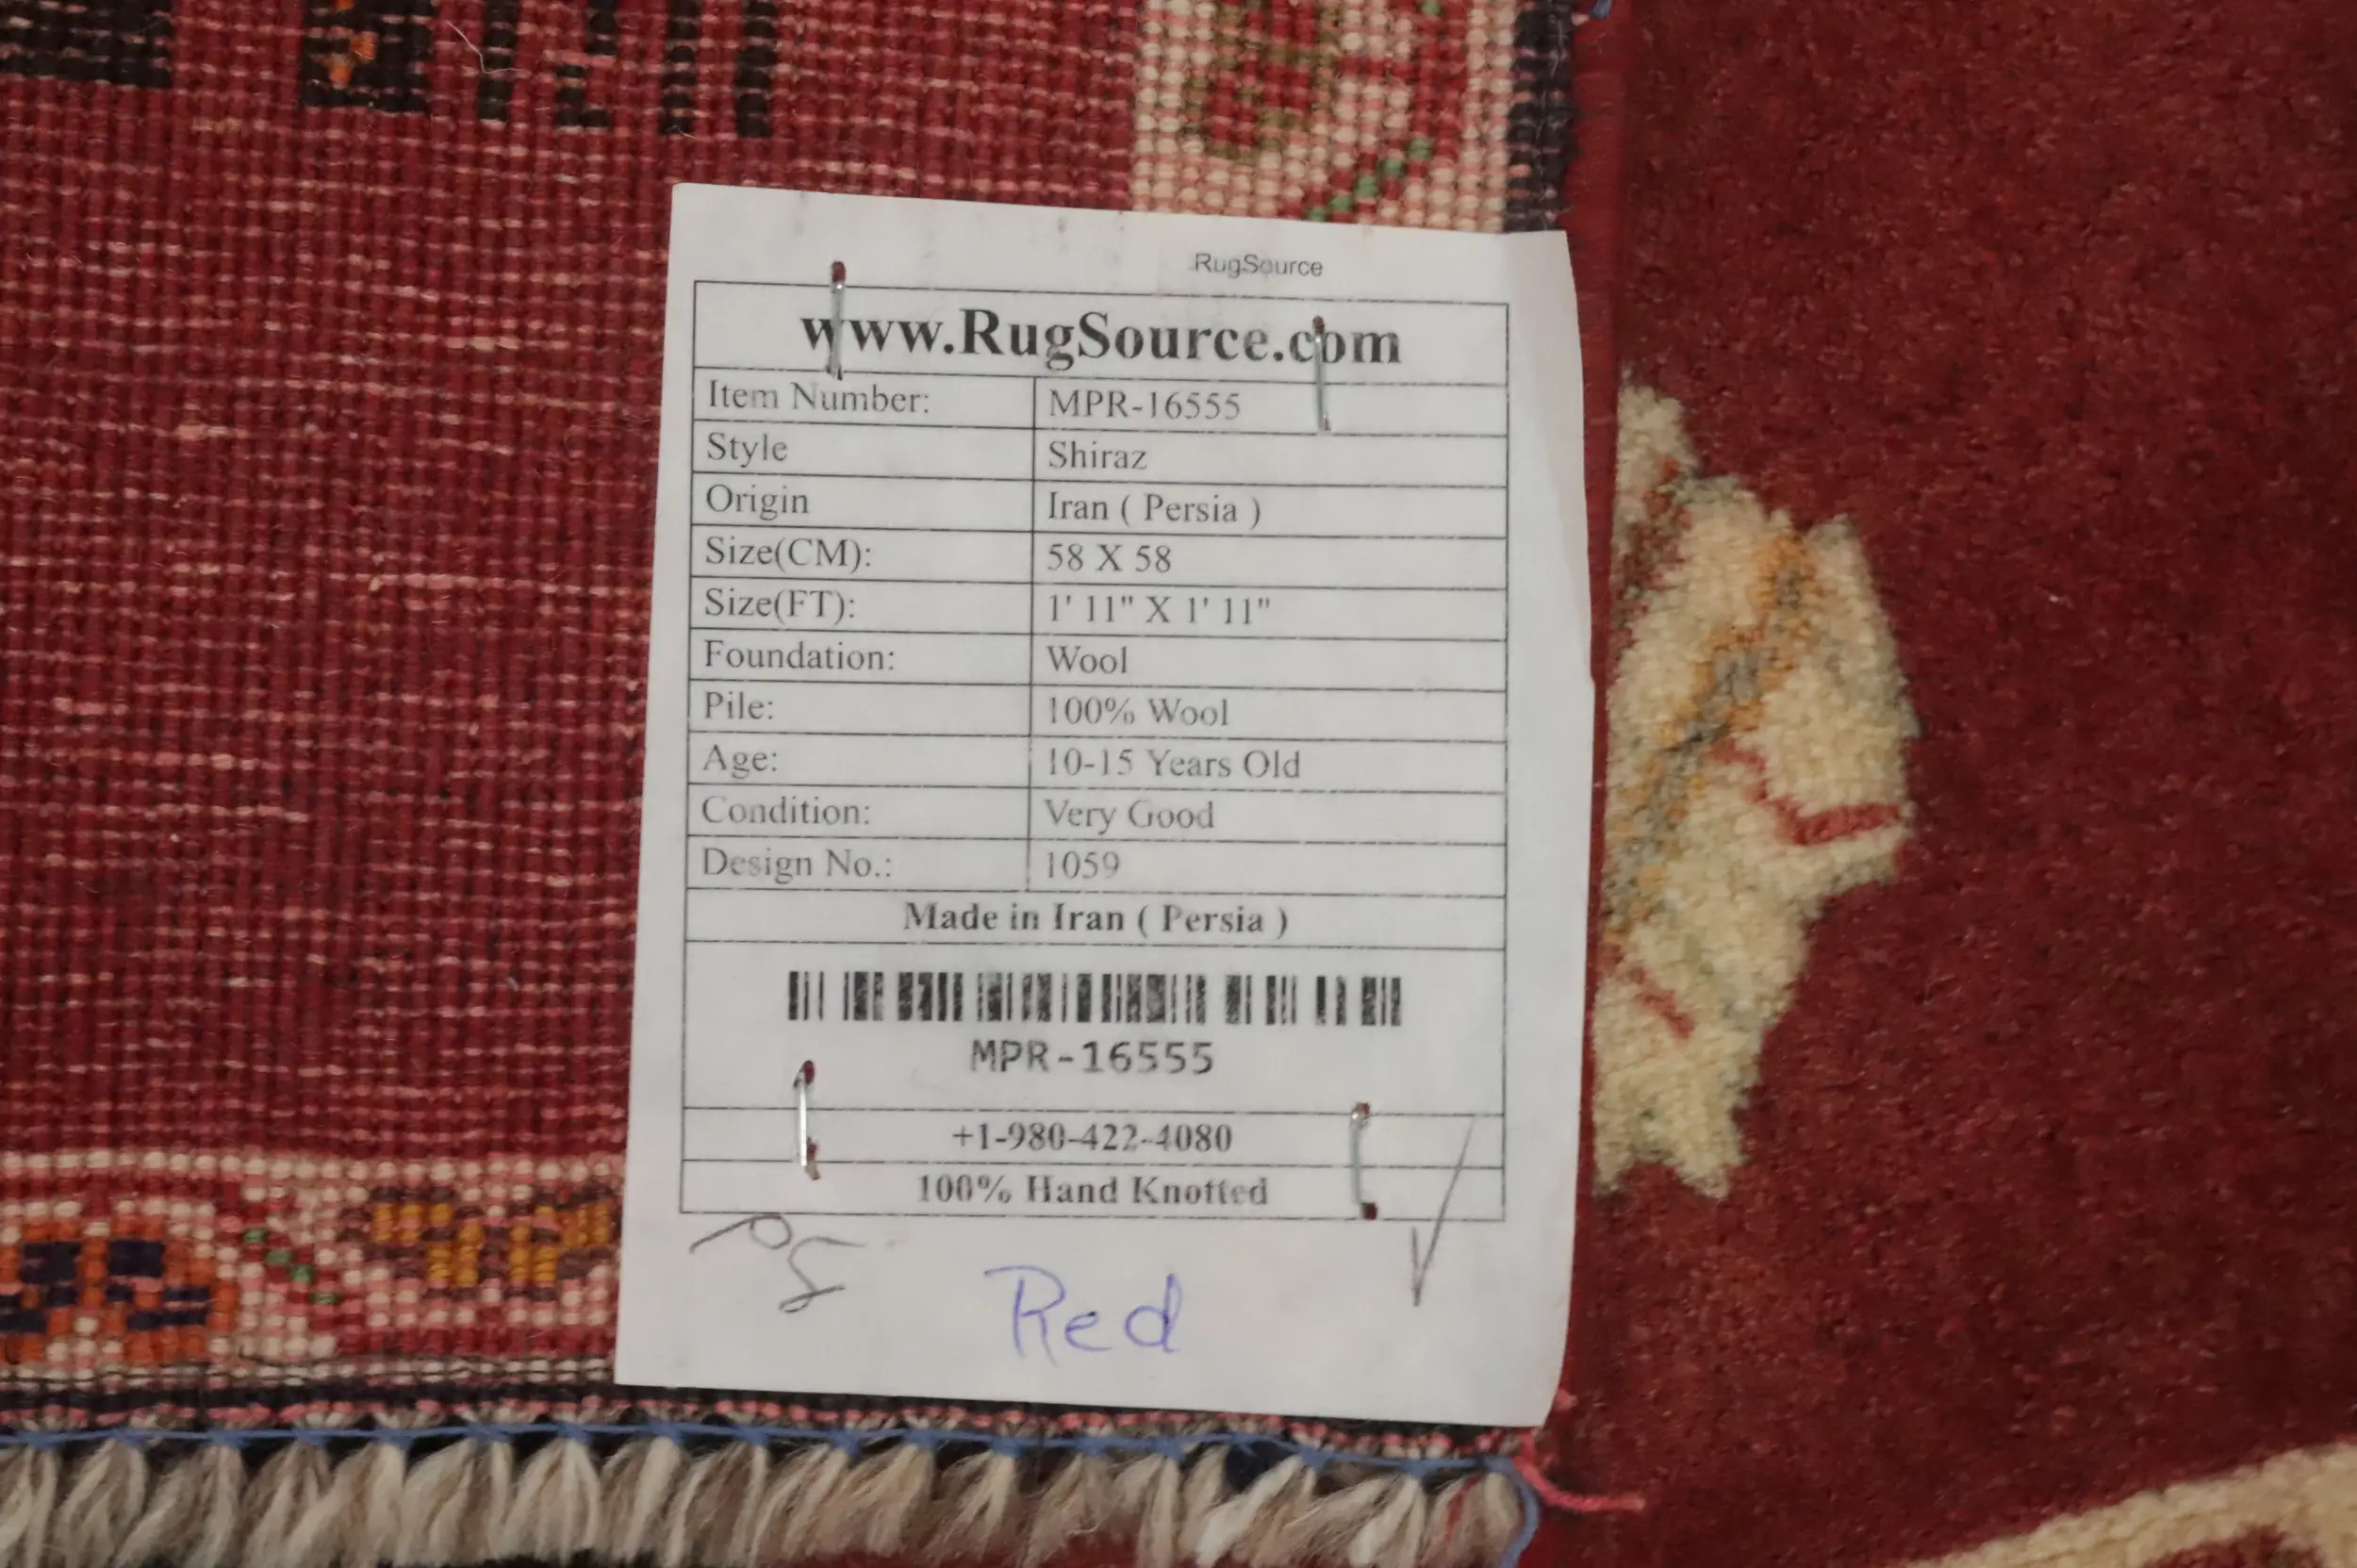 RugSource
www.RugSource.com
Item Number: MPR-16555
Style Shiraz
Origin Iran ( Persia )
Size(CM): 58 X 58
Size(FT): 1' 11" X 1' 11"
Foundation: Wool
Pile: 100% Wool
Age: 10-15 Years Old
Condition: Very Good
Design No.: 1059
Made in Iran ( Persia )
MPR-16555
+1-980-422-4080
100% Hand Knotted
Red